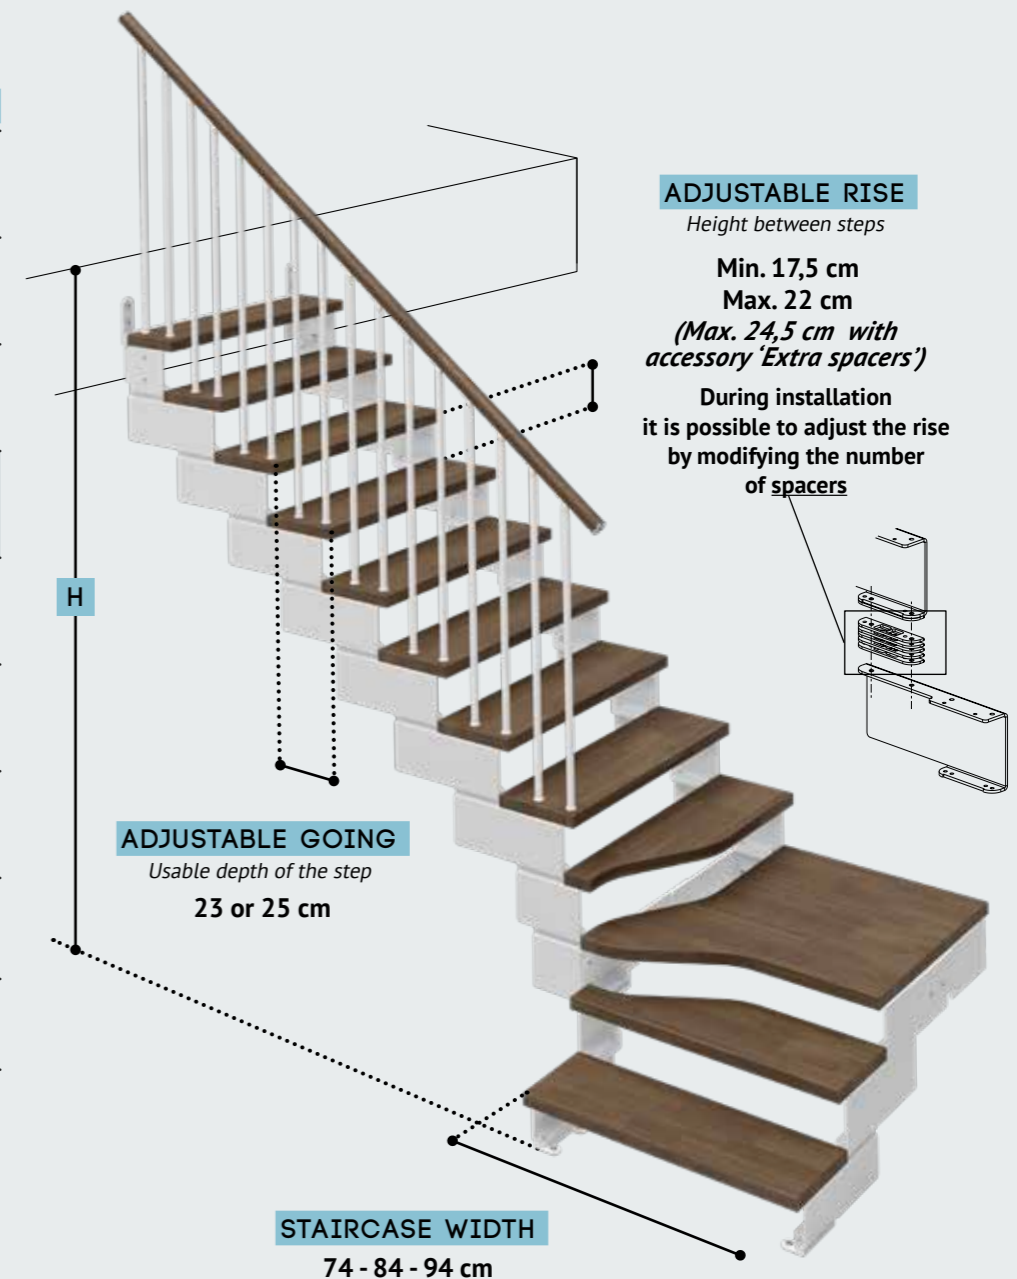 ADJUSTABLE RISE
Height between steps
Min. 17,5 cm
Max. 22 cm
(Max. 24,5 cm with
accessory ‘Extra spacers’)
During installation
it is possible to adjust the rise
by modifying the number
of spacers
H
ADJUSTABLE GOING
Usable depth of the step
23 or 25 cm
STAIRCASE WIDTH
74 - 84 - 94 cm